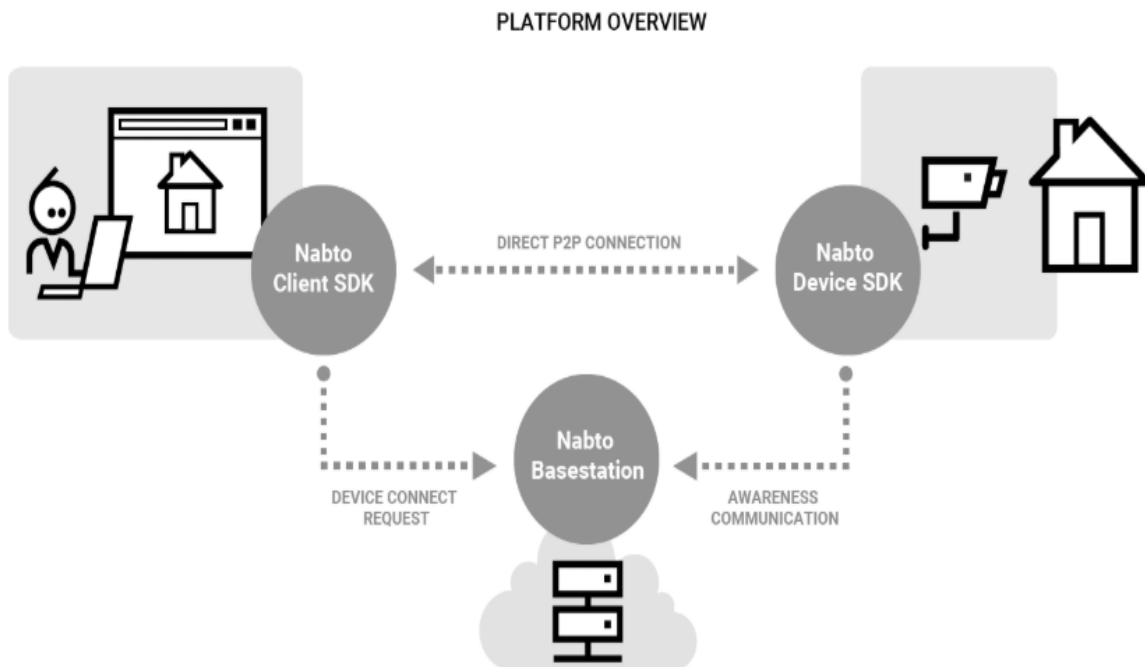 PLATFORM OVERVIEW
Nabto
Client SDK
DIRECT P2P CONNECTION
Nabto
Device SDK
Nabto
Basestation
DEVICE CONNECT
REQUEST
AWARENESS
COMMUNICATION